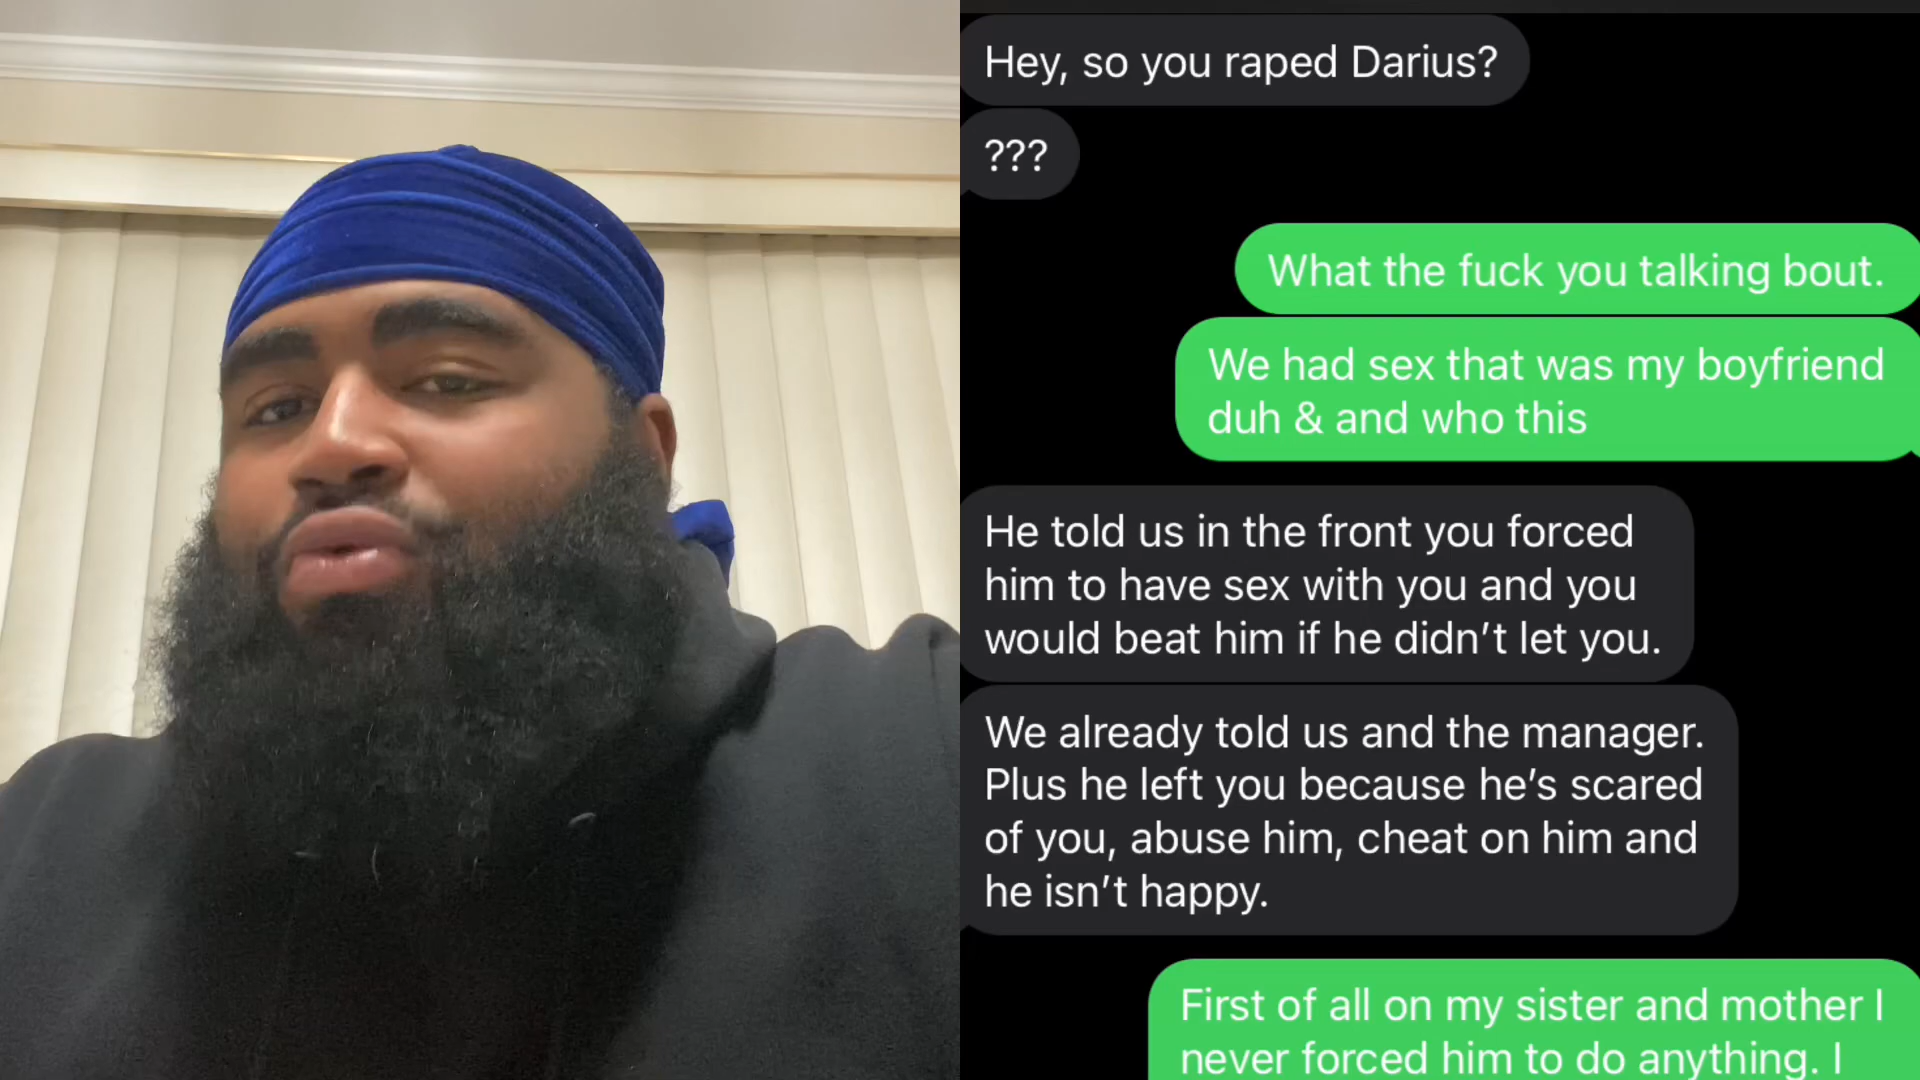 Hey, so you raped Darius?
???
What the fuck you talking bout.
We had sex that was my boyfriend
duh & and who this
He told us in the front you forced
him to have sex with you and you
would beat him if he didn't let you.
We already told us and the manager.
Plus he left you because he's scared
of you, abuse him, cheat on him and
he isn't happy.
First of all on my sister and mother I
never forced him to do anything. I